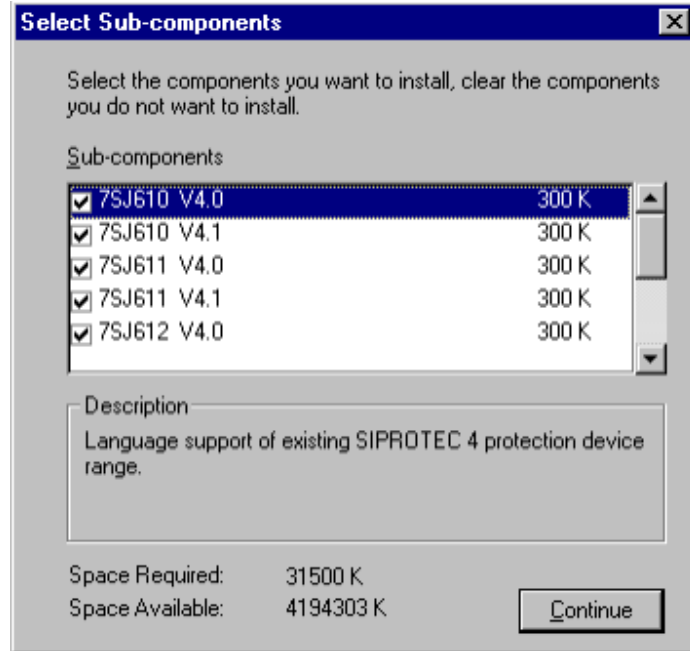 Select Sub-components
Select the components you want to install, clear the components
you do not want to install.
Sub-components
7SJ610 V4.0 300 K
7SJ610 V4.1 300 K
7SJ611 V4.0 300 K
7SJ611 V4.1 300 K
7SJ612 V4.0 300 K
Description
Language support of existing SIPROTEC 4 protection device
range.
Space Required: 31500 K
Space Available: 4194303 K
Continue